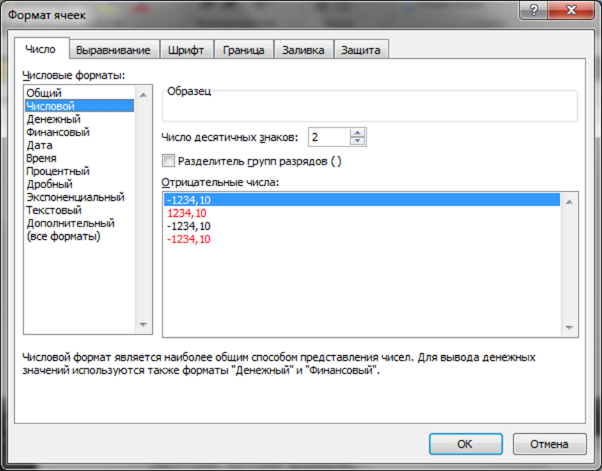 Формат ячеек
Число Выравнивание Шрифт Граница Заливка Защита
Числовые форматы:
Общий
Числовой
Денежный
Финансовый
Дата
Время
Процентный
Дробный
Экспоненциальный
Текстовый
Дополнительный
(все форматы)
Образец
Число десятичных знаков: 2
Разделитель групп разрядов ( )
Отрицательные числа:
-1234,10
1234,10
-1234,10
-1234,10
Числовой формат является наиболее общим способом представления чисел. Для вывода денежных
значений используются также форматы "Денежный" и "Финансовый".
ОК Отмена